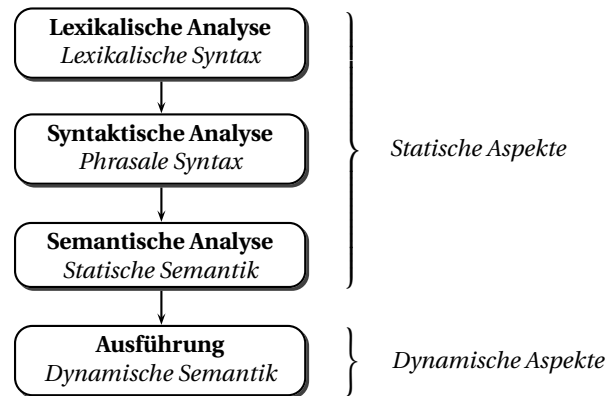 Lexikalische Analyse
Lexikalische Syntax
Syntaktische Analyse
Phrasale Syntax
Statische Aspekte
Semantische Analyse
Statische Semantik
Ausführung
Dynamische Semantik
Dynamische Aspekte